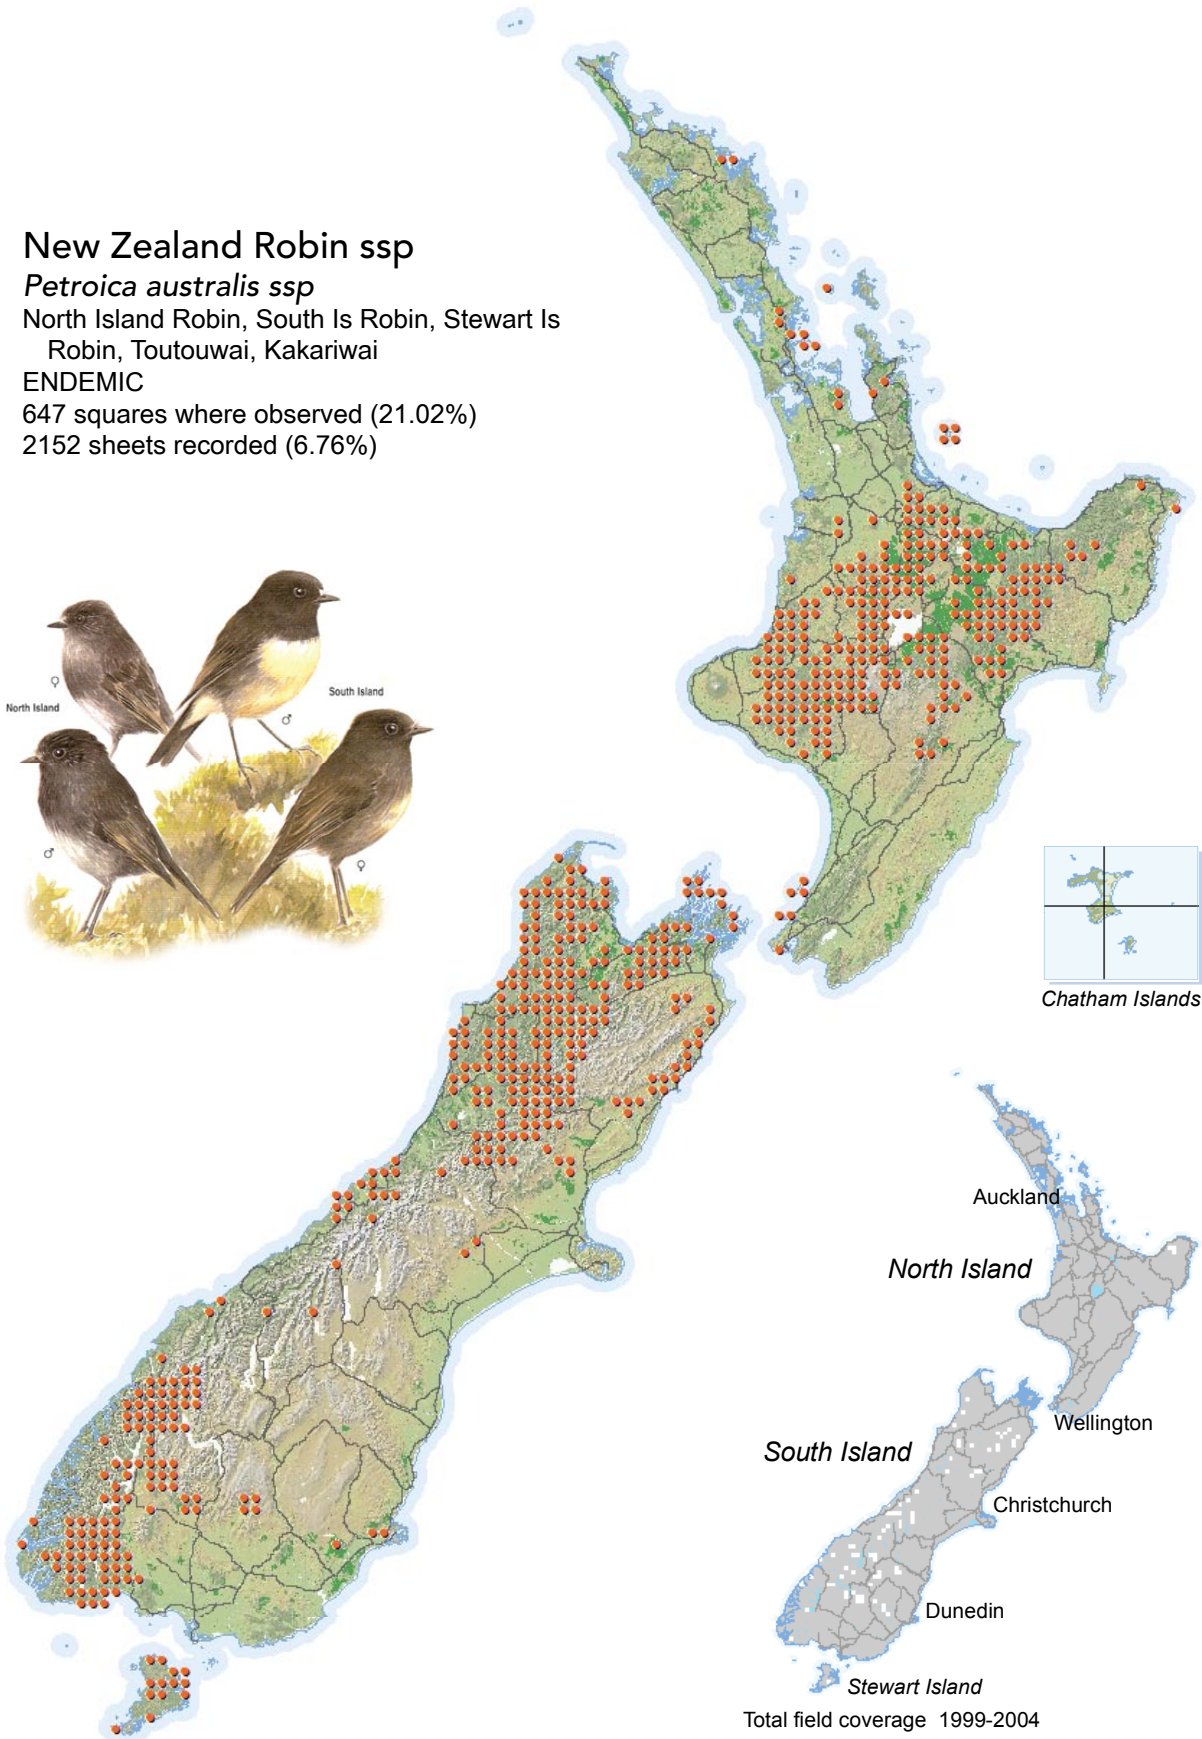 New Zealand Robin ssp
Petroica australis ssp
North Island Robin, South Is Robin, Stewart Is
Robin, Toutouwai, Kakariwai
ENDEMIC
647 squares where observed (21.02%)
2152 sheets recorded (6.76%)
♀
North Island
South Island
♂
♂
♀
Chatham Islands
Auckland
North Island
Wellington
South Island
Christchurch
Dunedin
Stewart Island
Total field coverage 1999-2004